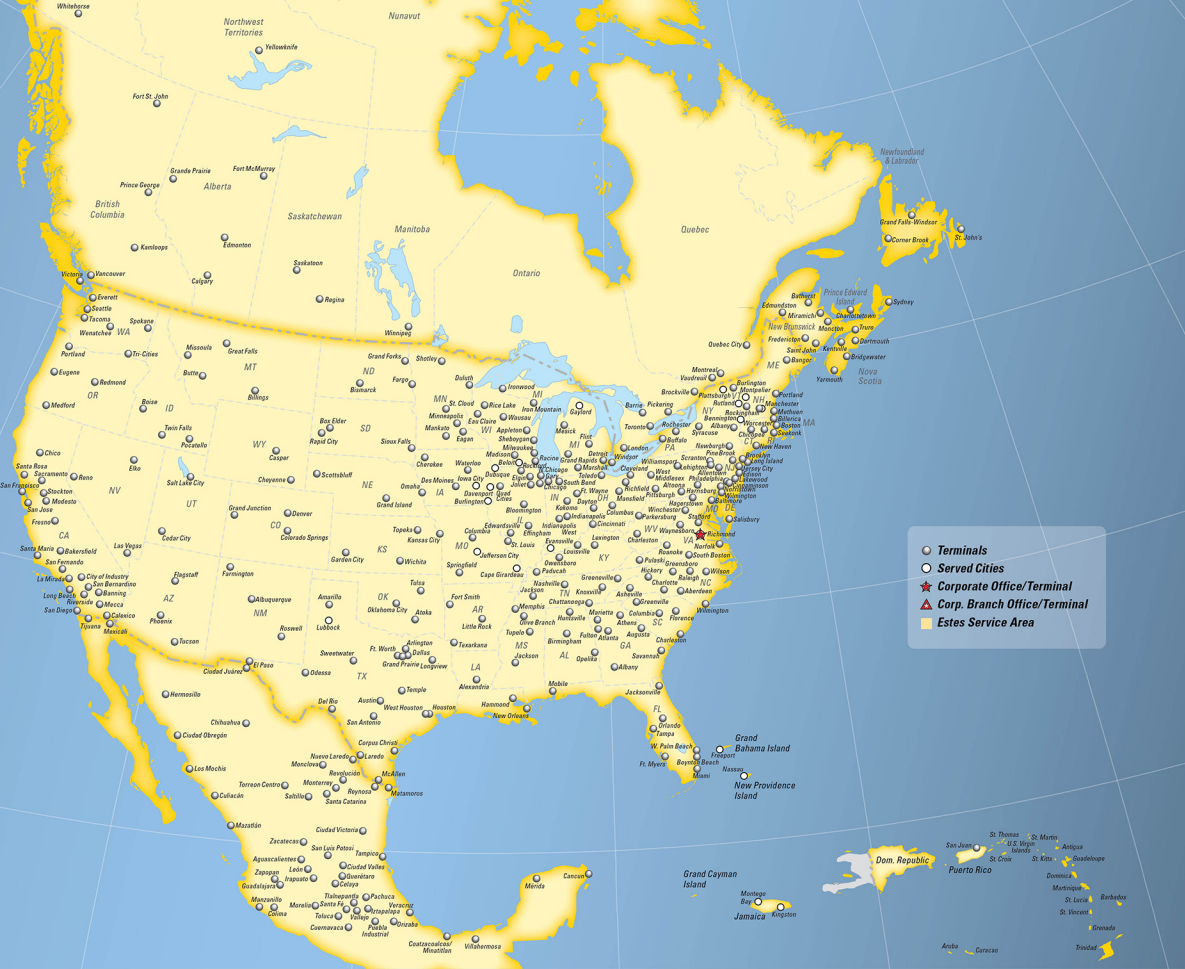 Whitehorse
Nunavut
Northwest
Territories
Yellowknife
Fort St. John
Grande Prairie
Fort McMurray
Prince George
Alberta
British
Columbia
Saskatchewan
Manitoba
Ontario
Quebec
Newfoundland
& Labrador
Grand Falls-Windsor
Corner Brook
St. John's
Kamloops
Edmonton
Saskatoon
Calgary
Regina
Winnipeg
Victoria
Vancouver
Everett
Seattle
Tacoma
Wenatchee
WA
Spokane
Portland
Tri-Cities
Missoula
Great Falls
Butte
MT
Billings
Eugene
Redmond
OR
Medford
Boise
ID
Twin Falls
Pocatello
WY
Casper
Cheyenne
Grand Forks
Shotley
ND
Bismarck
Fargo
Duluth
Ironwood
MN
St. Cloud
Minneapolis
Mankato
Eagan
Rice Lake
Eau Claire
Wausau
WI
Appleton
Sheboygan
Milwaukee
Madison
Iron Mountain
MI
Gaylord
Mesick
Flint
Detroit
Grand Rapids
Marshall
Toledo
Box Elder
Rapid City
SD
Sioux Falls
Cherokee
Scottsbluff
NE
Omaha
Grand Island
Des Moines
IA
Waterloo
Iowa City
Dubuque
Davenport
Quad
Cities
Burlington
Beloit
Rockford
Racine
Elgin
Joliet
Chicago
Gary
South Bend
Ft. Wayne
Bloomington
Kokomo
IN
Indianapolis
Indianapolis
West
Chico
Santa Rosa
Sacramento
Reno
San Francisco
Stockton
Modesto
San Jose
Fresno
CA
NV
Elko
Salt Lake City
UT
Santa Maria
Bakersfield
San Fernando
Las Vegas
Cedar City
La Mirada
City of Industry
San Bernardino
Banning
Long Beach
Riverside
Mecca
San Diego
Calexico
Tijuana
Mexicali
Grand Junction
Denver
CO
Colorado Springs
Flagstaff
Farmington
AZ
NM
Albuquerque
Phoenix
Tucson
Roswell
El Paso
Ciudad Juárez
Garden City
KS
Topeka
Kansas City
Wichita
Columbia
MO
Jefferson City
Springfield
Cape Girardeau
Edwardsville
St. Louis
Effingham
Evansville
Owensboro
Paducah
Louisville
Lexington
KY
Cincinnati
Dayton
OH
Columbus
Mansfield
Richfield
Cleveland
Amarillo
Lubbock
OK
Oklahoma City
Tulsa
Atoka
Fort Smith
AR
Little Rock
Texarkana
Sweetwater
Odessa
Ft. Worth
Arlington
Dallas
Grand Prairie
Longview
TX
Temple
Austin
West Houston
Houston
San Antonio
Del Rio
Corpus Christi
Laredo
McAllen
LA
Alexandria
Hammond
New Orleans
Memphis
Olive Branch
Tupelo
MS
Jackson
Jackson
Nashville
TN
Chattanooga
Huntsville
Knoxville
Greeneville
Birmingham
AL
Mobile
Opelika
Fulton
Marietta
Atlanta
Athens
GA
Augusta
Albany
Savannah
Asheville
Greenville
Columbia
SC
Florence
Charleston
Hickory
Charlotte
Greensboro
Raleigh
NC
Wilson
Aberdeen
Wilmington
Jacksonville
FL
Orlando
Tampa
W. Palm Beach
Ft. Myers
Boynton Beach
Miami
Parkersburg
WV
Charleston
Pulaski
Roanoke
South Boston
VA
Waynesboro
Stafford
Richmond
Norfolk
Salisbury
MD
DE
Baltimore
Wilmington
Winchester
Hagerstown
Harrisburg
Altoona
Pittsburgh
West
Middlesex
Williamsport
Scranton
Allentown
Lehighton
Philadelphia
PA
Norristown
Lakewood
Edison
Jersey City
Long Island
Brooklyn
New Haven
Newburgh
Pine Brook
NY
Buffalo
Rochester
Syracuse
Albany
Toronto
Barrie
Pickering
London
Windsor
Brockville
Montreal
Vaudreuil
Quebec City
Plattsburgh
Burlington
Montpelier
Rutland
VT
NH
Rockingham
Bennington
Worcester
Chicopee
CT
RI
Portland
Manchester
Methuen
Billerica
Boston
Seekonk
MA
ME
Bangor
Edmundston
Bathurst
Miramichi
Prince Edward
Island
Charlottetown
Moncton
New Brunswick
Fredericton
Saint John
Sydney
Truro
Dartmouth
Kentville
Bridgewater
Yarmouth
Nova
Scotia
Terminals
Served Cities
Corporate Office/Terminal
Corp. Branch Office/Terminal
Estes Service Area
Hermosillo
Chihuahua
Ciudad Obregón
Los Mochis
Culiacán
Mazatlán
Nuevo Laredo
Monclova
Revolución
Monterrey
Torreon Centro
Saltillo
Santa Catarina
Reynosa
Matamoros
Ciudad Victoria
Zacatecas
San Luis Potosi
Tampico
Aguascalientes
León
Ciudad Valles
Zapopan
Irapuato
Querétaro
Guadalajara
Celaya
Manzanillo
Colima
Morelia
Tlalnepantla
Santa Fe
Pachuca
Iztapalapa
Toluca
Vallejo
Veracruz
Cuernavaca
Puebla
Industrial
Orizaba
Coatzacoalcos/
Minatitlan
Villahermosa
Mérida
Cancun
Grand
Bahama Island
Freeport
Nassau
New Providence
Island
Grand Cayman
Island
Montego
Bay
Jamaica
Kingston
Dom. Republic
San Juan
Puerto Rico
St. Thomas
U.S. Virgin
Islands
St. Croix
St. Martin
St. Kitts
Antigua
Guadeloupe
Dominica
Martinique
St. Lucia
Barbados
St. Vincent
Grenada
Trinidad
Aruba
Curacao